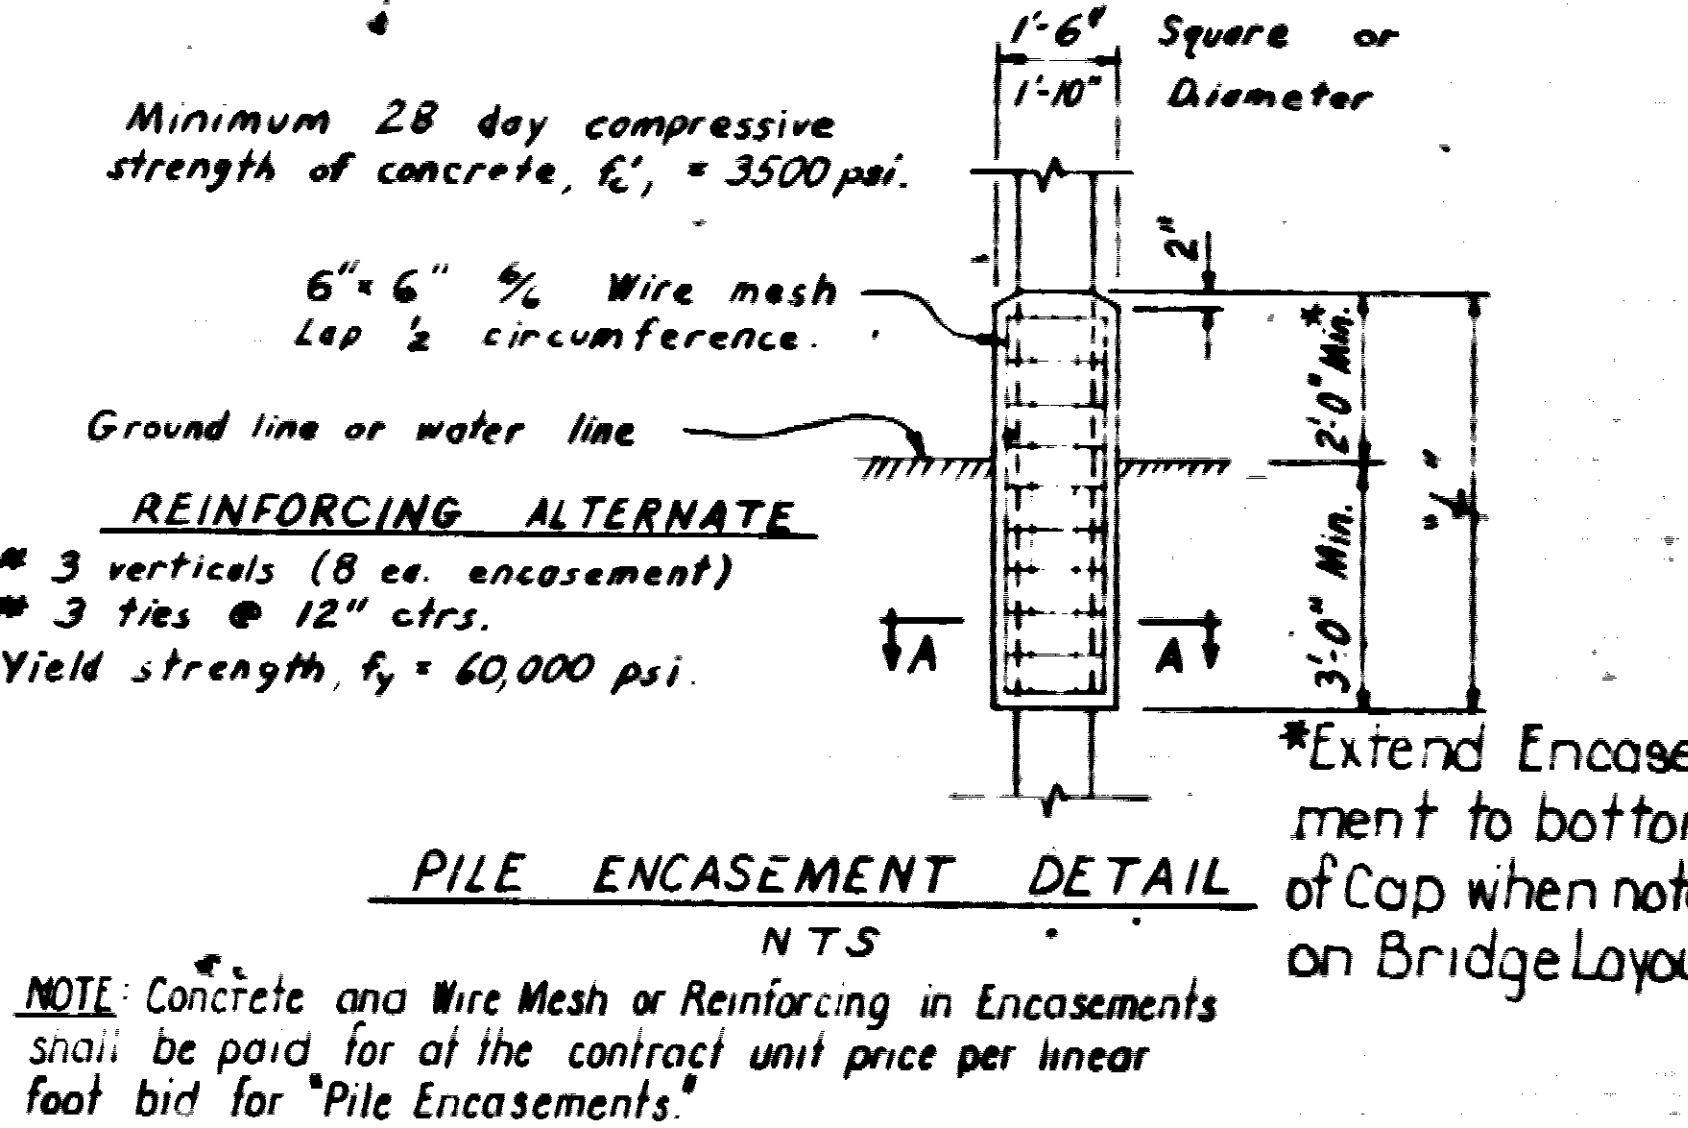 1'-6" Square or
1'-10" Diameter
Minimum 28 day compressive
strength of concrete, f'c, = 3500 psi.
2"
6" x 6" 6/6 Wire mesh
Lap 1/2 circumference.
2'-0" Min.*
Ground line or water line
REINFORCING ALTERNATE
# 3 verticals (8 ea. encasement)
# 3 ties @ 12" ctrs.
Yield strength, fy = 60,000 psi.
3'-0" Min.
A A
*Extend Encase
ment to bottom
of Cap when not
on Bridge Layou
PILE ENCASEMENT DETAIL
NTS
NOTE: Concrete and Wire Mesh or Reinforcing in Encasements
shall be paid for at the contract unit price per linear
foot bid for "Pile Encasements."